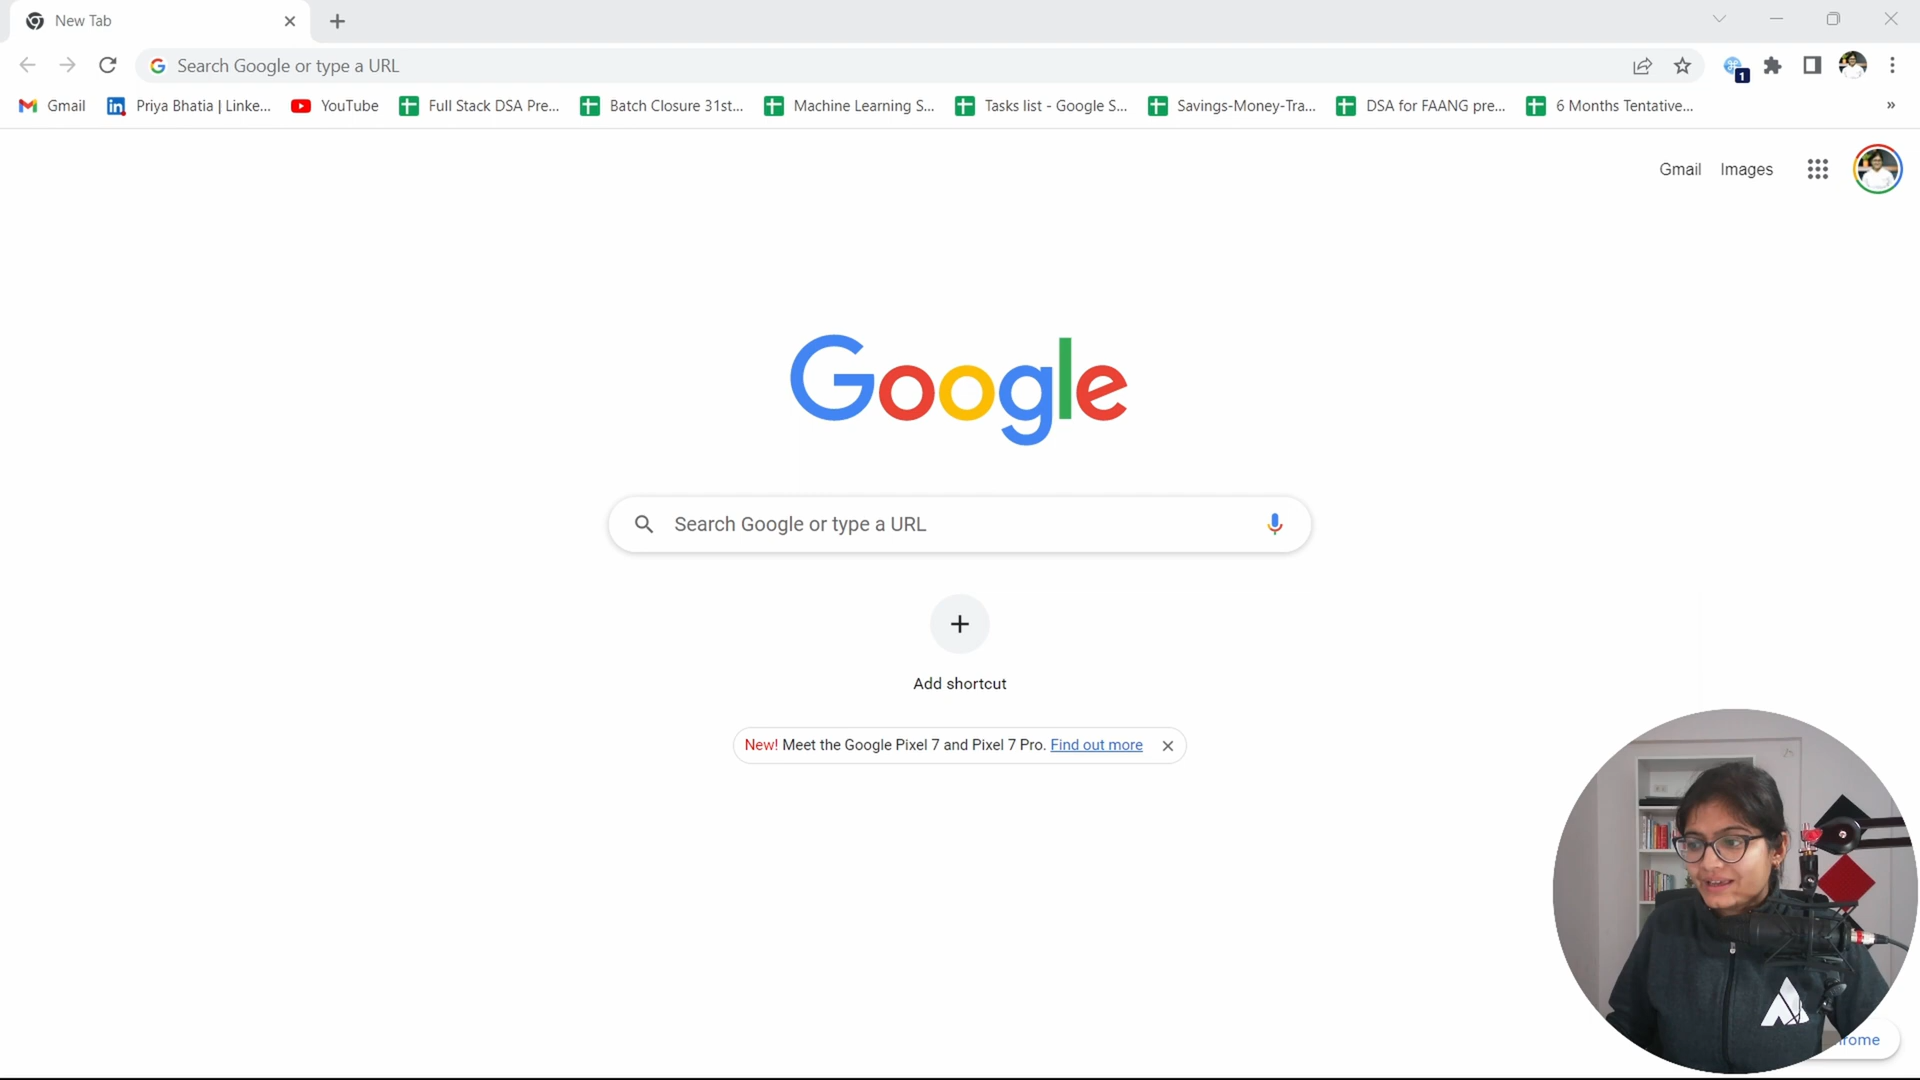 New Tab
Search Google or type a URL
1
Gmail
Priya Bhatia | Linke...
YouTube
Full Stack DSA Pre...
Batch Closure 31st...
Machine Learning S...
Tasks list - Google S...
Savings-Money-Tra...
DSA for FAANG pre...
6 Months Tentative...
»
Gmail Images
Google
Search Google or type a URL
Add shortcut
New! Meet the Google Pixel 7 and Pixel 7 Pro. Find out more